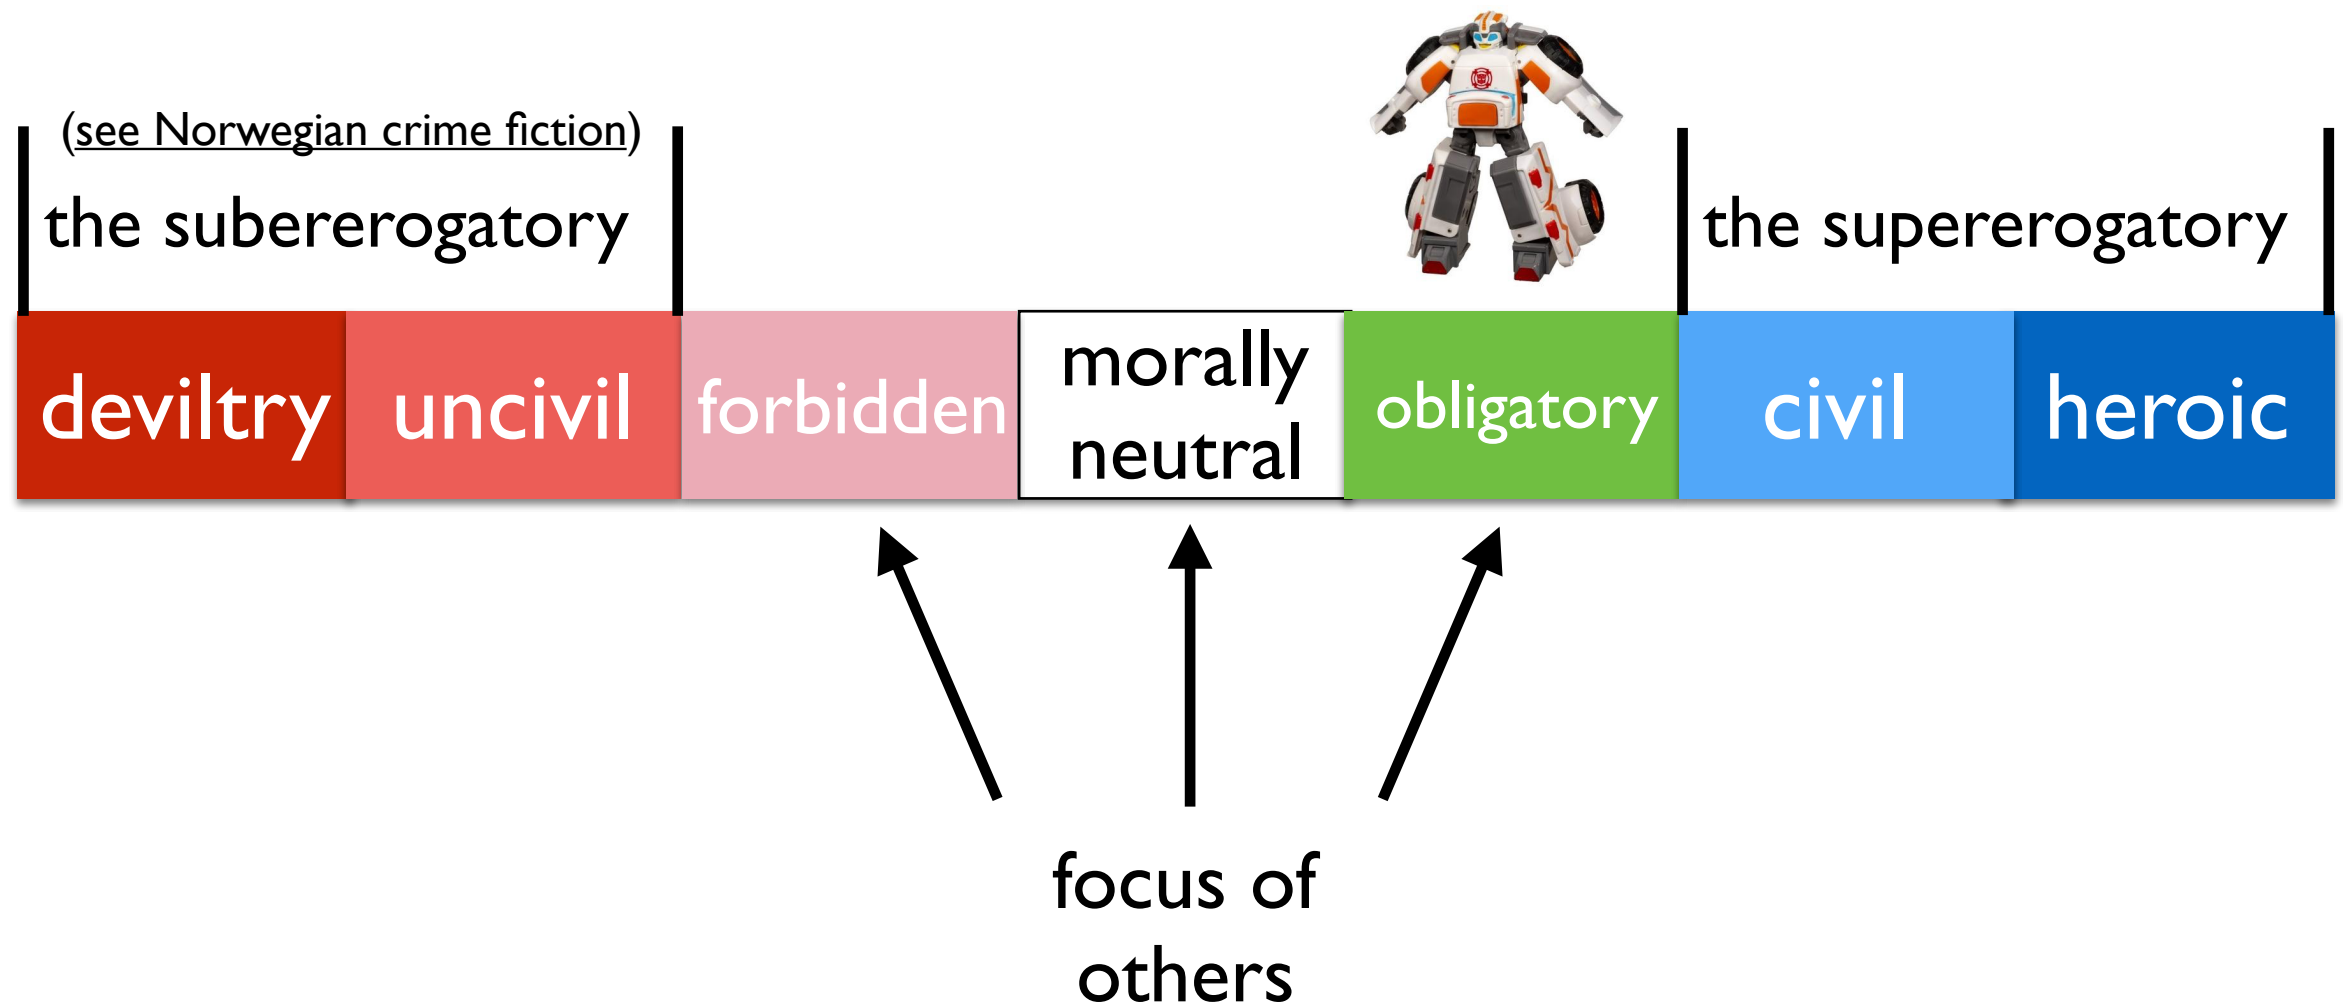 (see Norwegian crime fiction)
the subererogatory
the supererogatory
deviltry
uncivil
forbidden
morally
neutral
obligatory
civil
heroic
focus of
others